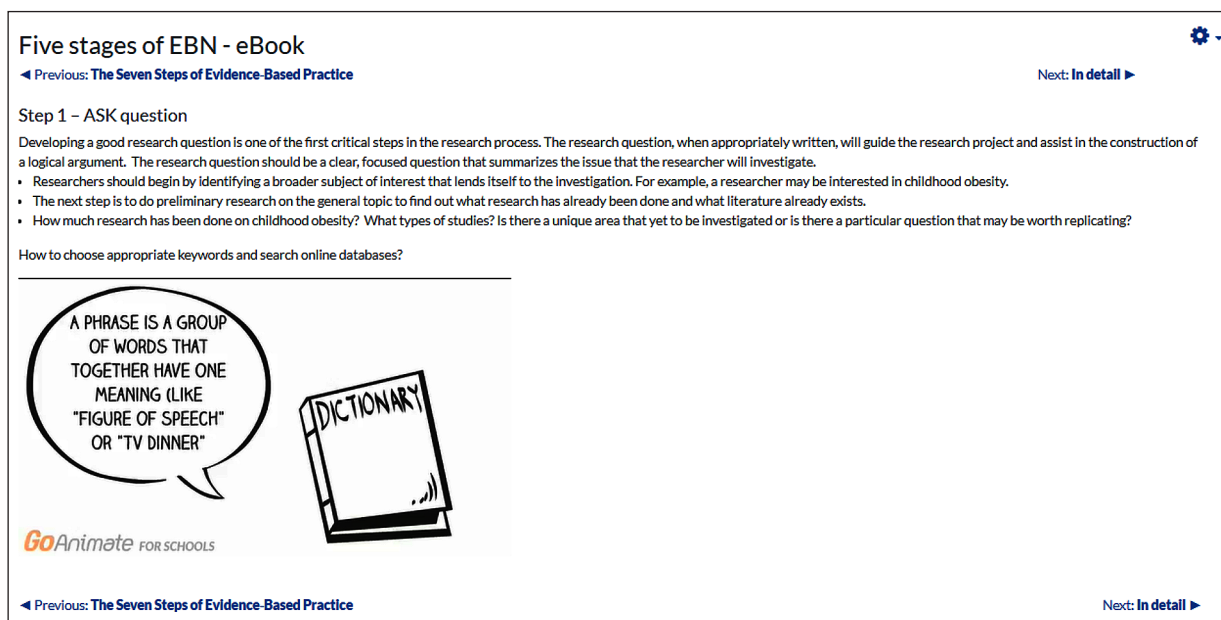 Five stages of EBN - eBook
◄ Previous: The Seven Steps of Evidence-Based Practice
Next: In detail ►
Step 1 – ASK question
Developing a good research question is one of the first critical steps in the research process. The research question, when appropriately written, will guide the research project and assist in the construction of
a logical argument. The research question should be a clear, focused question that summarizes the issue that the researcher will investigate.
• Researchers should begin by identifying a broader subject of interest that lends itself to the investigation. For example, a researcher may be interested in childhood obesity.
• The next step is to do preliminary research on the general topic to find out what research has already been done and what literature already exists.
• How much research has been done on childhood obesity? What types of studies? Is there a unique area that yet to be investigated or is there a particular question that may be worth replicating?
How to choose appropriate keywords and search online databases?
A PHRASE IS A GROUP
OF WORDS THAT
TOGETHER HAVE ONE
MEANING (LIKE
"FIGURE OF SPEECH"
OR "TV DINNER"
DICTIONARY
GoAnimate FOR SCHOOLS
◄ Previous: The Seven Steps of Evidence-Based Practice
Next: In detail ►